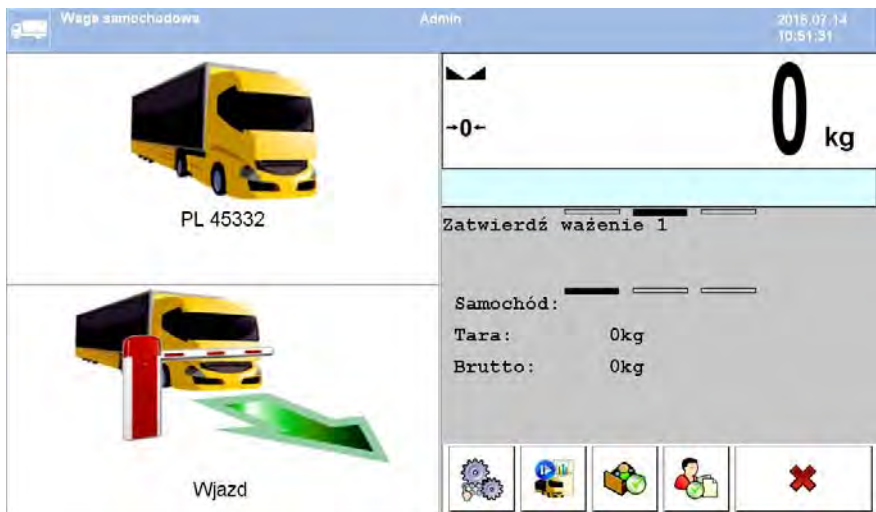 Waga samochodowa
Admin
2016.07.14
10:51:31
→0←
0 kg
PL 45332
Zatwierdź ważenie 1
Samochód:
Tara: 0kg
Brutto: 0kg
Wjazd